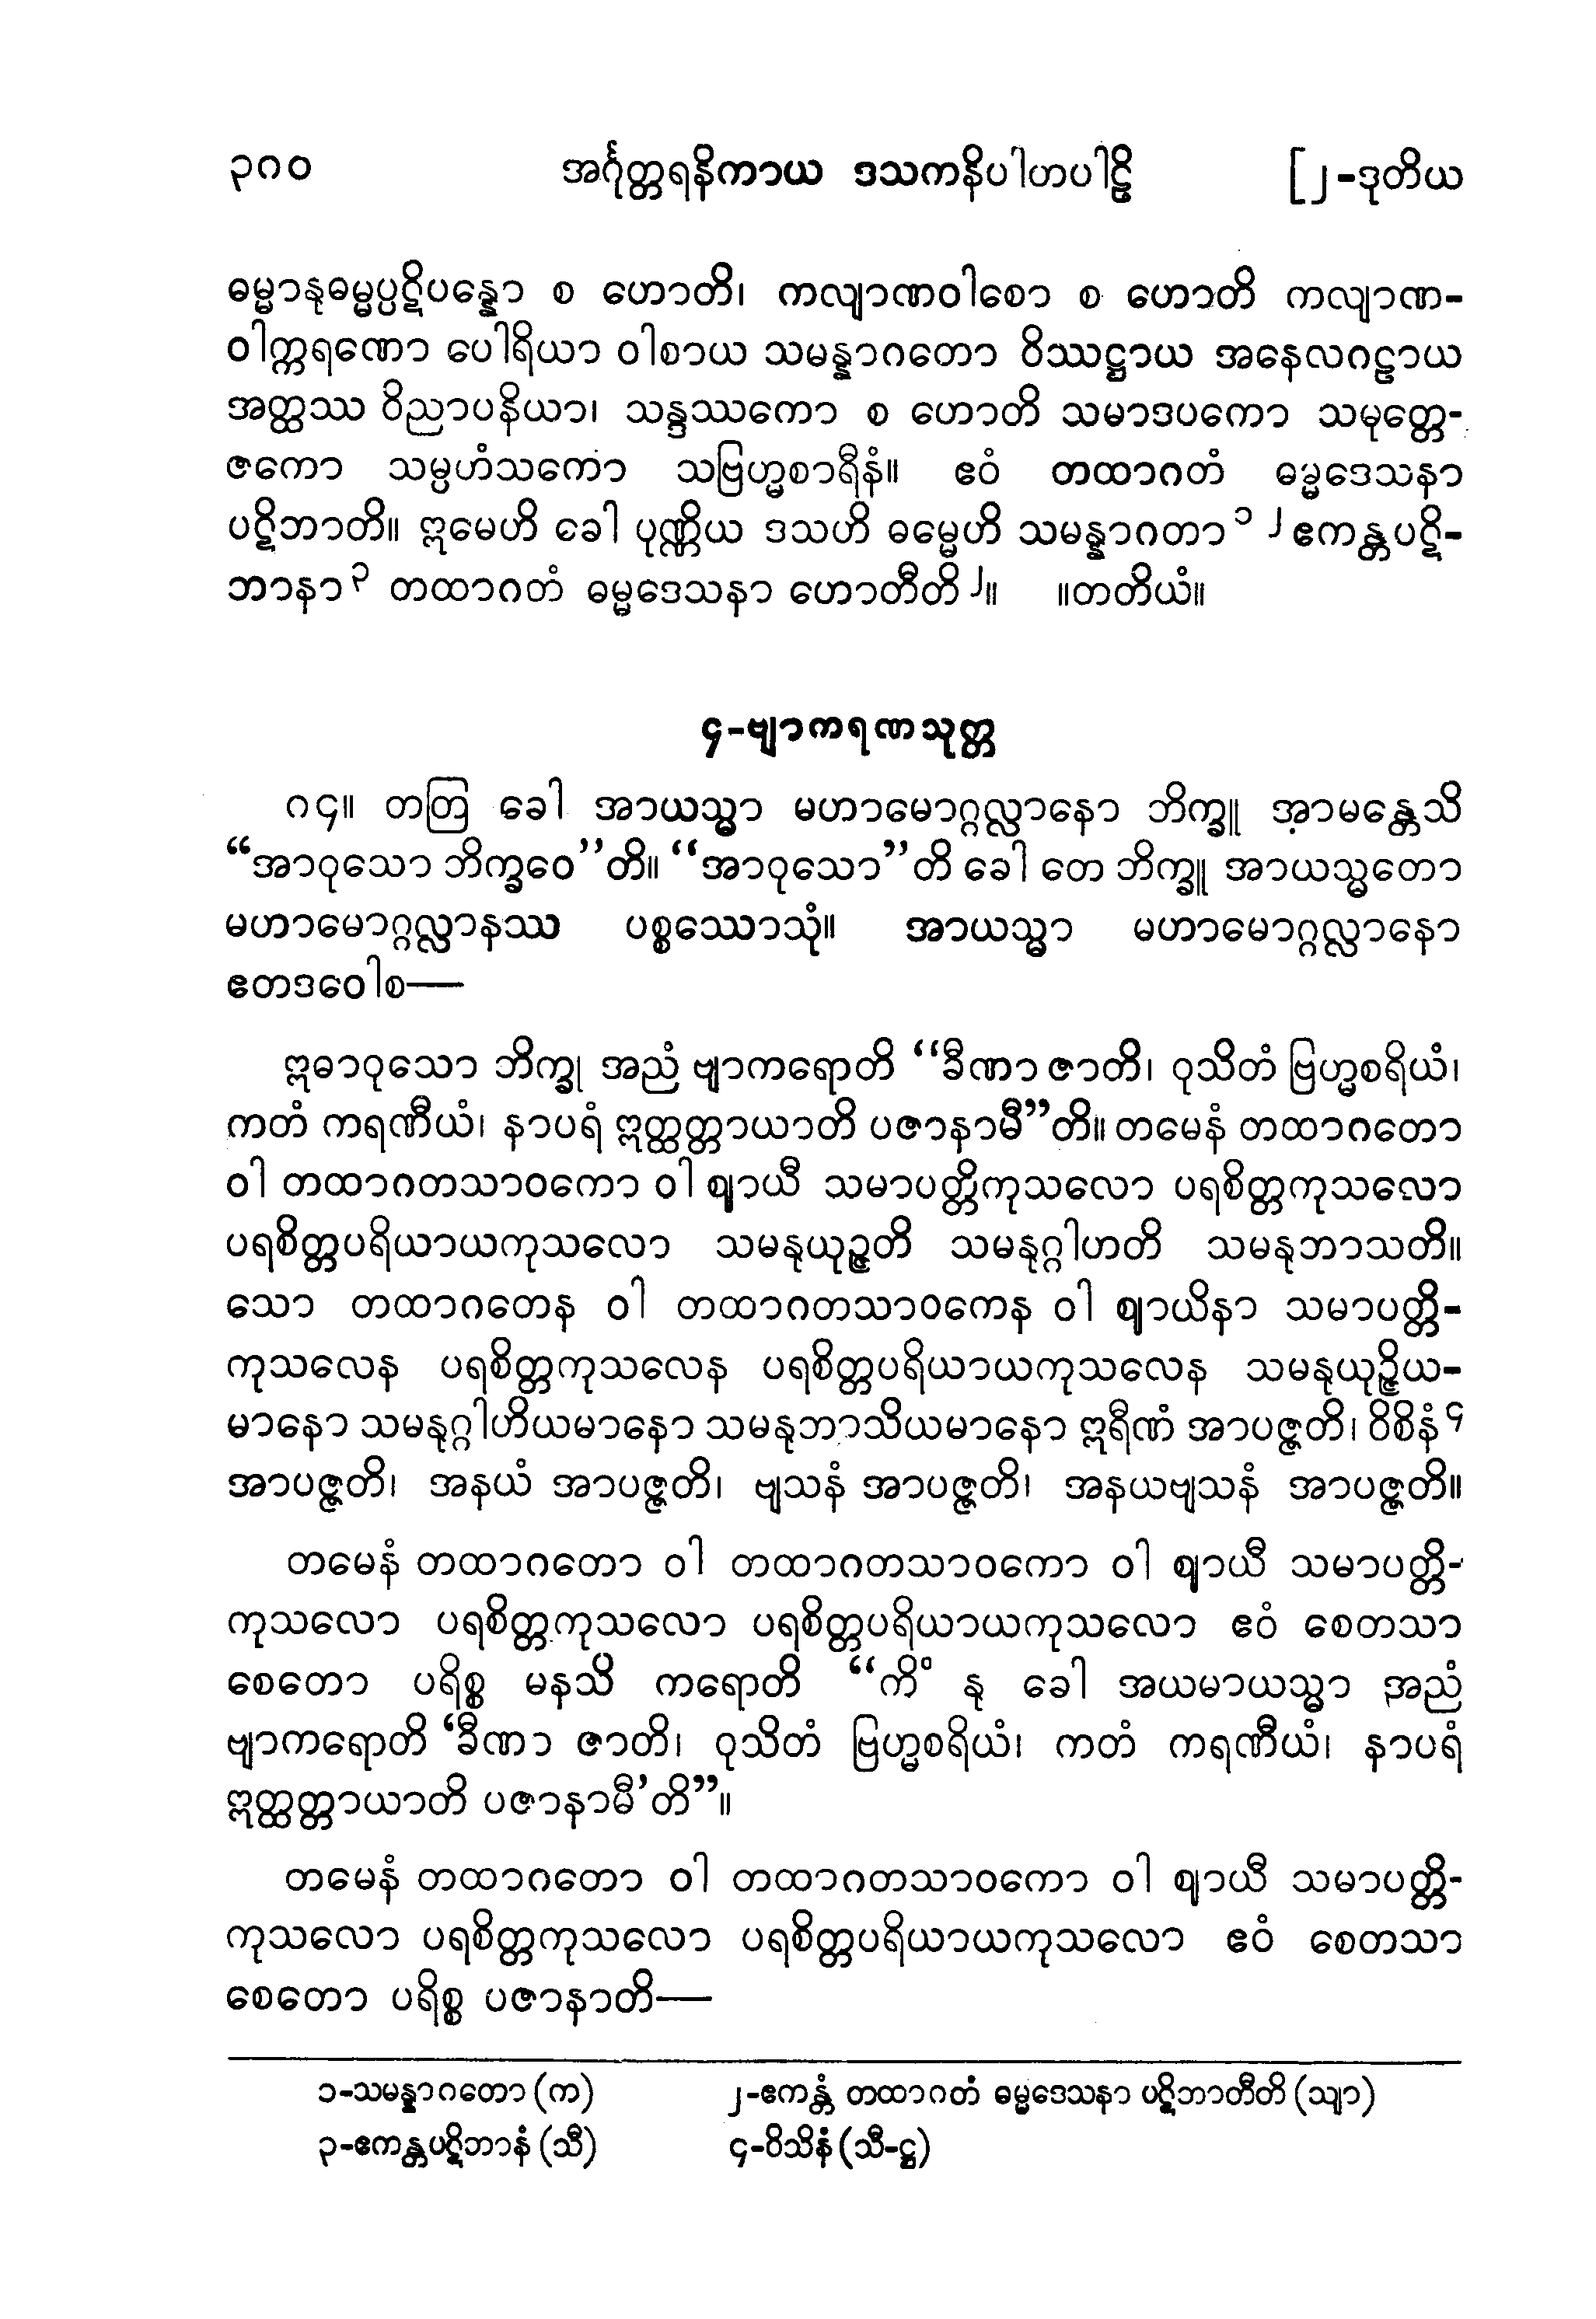 ၃၈၀ အင်္ဂုတ္တရနိကာယ ဒသကနိပါဟပါဠိ [၂-ဒုတိယ
ဓမ္မာနုဓမ္မပ္ပဋိပန္နော စ ဟောတိ၊ ကလျာဏဝါစော စ ဟောတိ ကလျာဏ-
ဝါက္ကရဏော ပေါရိယာ ဝါစာယ သမန္နာဂတော ဝိဿဋ္ဌာယ အနေလဂဠာယ
အတ္ထဿ ဝိညာပနိယာ၊ သန္ဒဿကော စ ဟောတိ သမာဒပကော သမုတ္တေ-
ဇကော သမ္ပဟံသကော သဗြဟ္မစာရီနံ။ ဧဝံ တထာဂတံ ဓမ္မဒေသနာ
ပဋိဘာတိ။ ဣမေဟိ ခေါ ပုဏ္ဏိယ ဒသဟိ ဓမ္မေဟိ သမန္နာဂတာ ၁ ၂ ဧကန္တပဋိ-
ဘာနာ ၃ တထာဂတံ ဓမ္မဒေသနာ ဟောတီတိ ၂။ ။တတိယံ။
၄-ဗျာကရဏသုတ္တ
၈၄။ တတြ ခေါ အာယသ္မာ မဟာမောဂ္ဂလ္လာနော ဘိက္ခူ အာမန္တေသိ
“အာဝုသော ဘိက္ခဝေ”တိ။ “အာဝုသော”တိ ခေါ တေ ဘိက္ခူ အာယသ္မတော
မဟာမောဂ္ဂလ္လာနဿ ပစ္စဿောသုံ။ အာယသ္မာ မဟာမောဂ္ဂလ္လာနော
ဧတဒဝေါစ—
ဣဓာဝုသော ဘိက္ခု အညံ ဗျာကရောတိ “ခီဏာ ဇာတိ၊ ဝုသိတံ ဗြဟ္မစရိယံ၊
ကတံ ကရဏီယံ၊ နာပရံ ဣတ္ထတ္တာယာတိ ပဇာနာမီ”တိ။ တမေနံ တထာဂတော
ဝါ တထာဂတသာဝကော ဝါ ဈာယီ သမာပတ္တိကုသလော ပရစိတ္တကုသလော
ပရစိတ္တပရိယာယကုသလော သမနုယုဉ္ဇတိ သမနုဂ္ဂါဟတိ သမနုဘာသတိ။
သော တထာဂတေန ဝါ တထာဂတသာဝကေန ဝါ ဈာယိနာ သမာပတ္တိ-
ကုသလေန ပရစိတ္တကုသလေန ပရစိတ္တပရိယာယကုသလေန သမနုယုဉ္ဇိယ-
မာနော သမနုဂ္ဂါဟိယမာနော သမနုဘာသိယမာနော ဣရီဏံ အာပဇ္ဇတိ၊ ဝိစိနံ ၄
အာပဇ္ဇတိ၊ အနယံ အာပဇ္ဇတိ၊ ဗျသနံ အာပဇ္ဇတိ၊ အနယဗျသနံ အာပဇ္ဇတိ။
တမေနံ တထာဂတော ဝါ တထာဂတသာဝကော ဝါ ဈာယီ သမာပတ္တိ-
ကုသလော ပရစိတ္တကုသလော ပရစိတ္တပရိယာယကုသလော ဧဝံ စေတသာ
စေတော ပရိစ္စ မနသိ ကရောတိ “ကိံ နု ခေါ အယမာယသ္မာ အညံ
ဗျာကရောတိ ‘ခီဏာ ဇာတိ၊ ဝုသိတံ ဗြဟ္မစရိယံ၊ ကတံ ကရဏီယံ၊ နာပရံ
ဣတ္ထတ္တာယာတိ ပဇာနာမီ’တိ”။
တမေနံ တထာဂတော ဝါ တထာဂတသာဝကော ဝါ ဈာယီ သမာပတ္တိ-
ကုသလော ပရစိတ္တကုသလော ပရစိတ္တပရိယာယကုသလော ဧဝံ စေတသာ
စေတော ပရိစ္စ ပဇာနာတိ—
၁-သမန္နာဂတော (က) ၂-ဧကန္တံ တထာဂတံ ဓမ္မဒေသနာ ပဋိဘာတီတိ (သျာ)
၃-ဧကန္တပဋိဘာနံ (သီ) ၄-ဝိသိနံ (သီ-ဋ္ဌ)